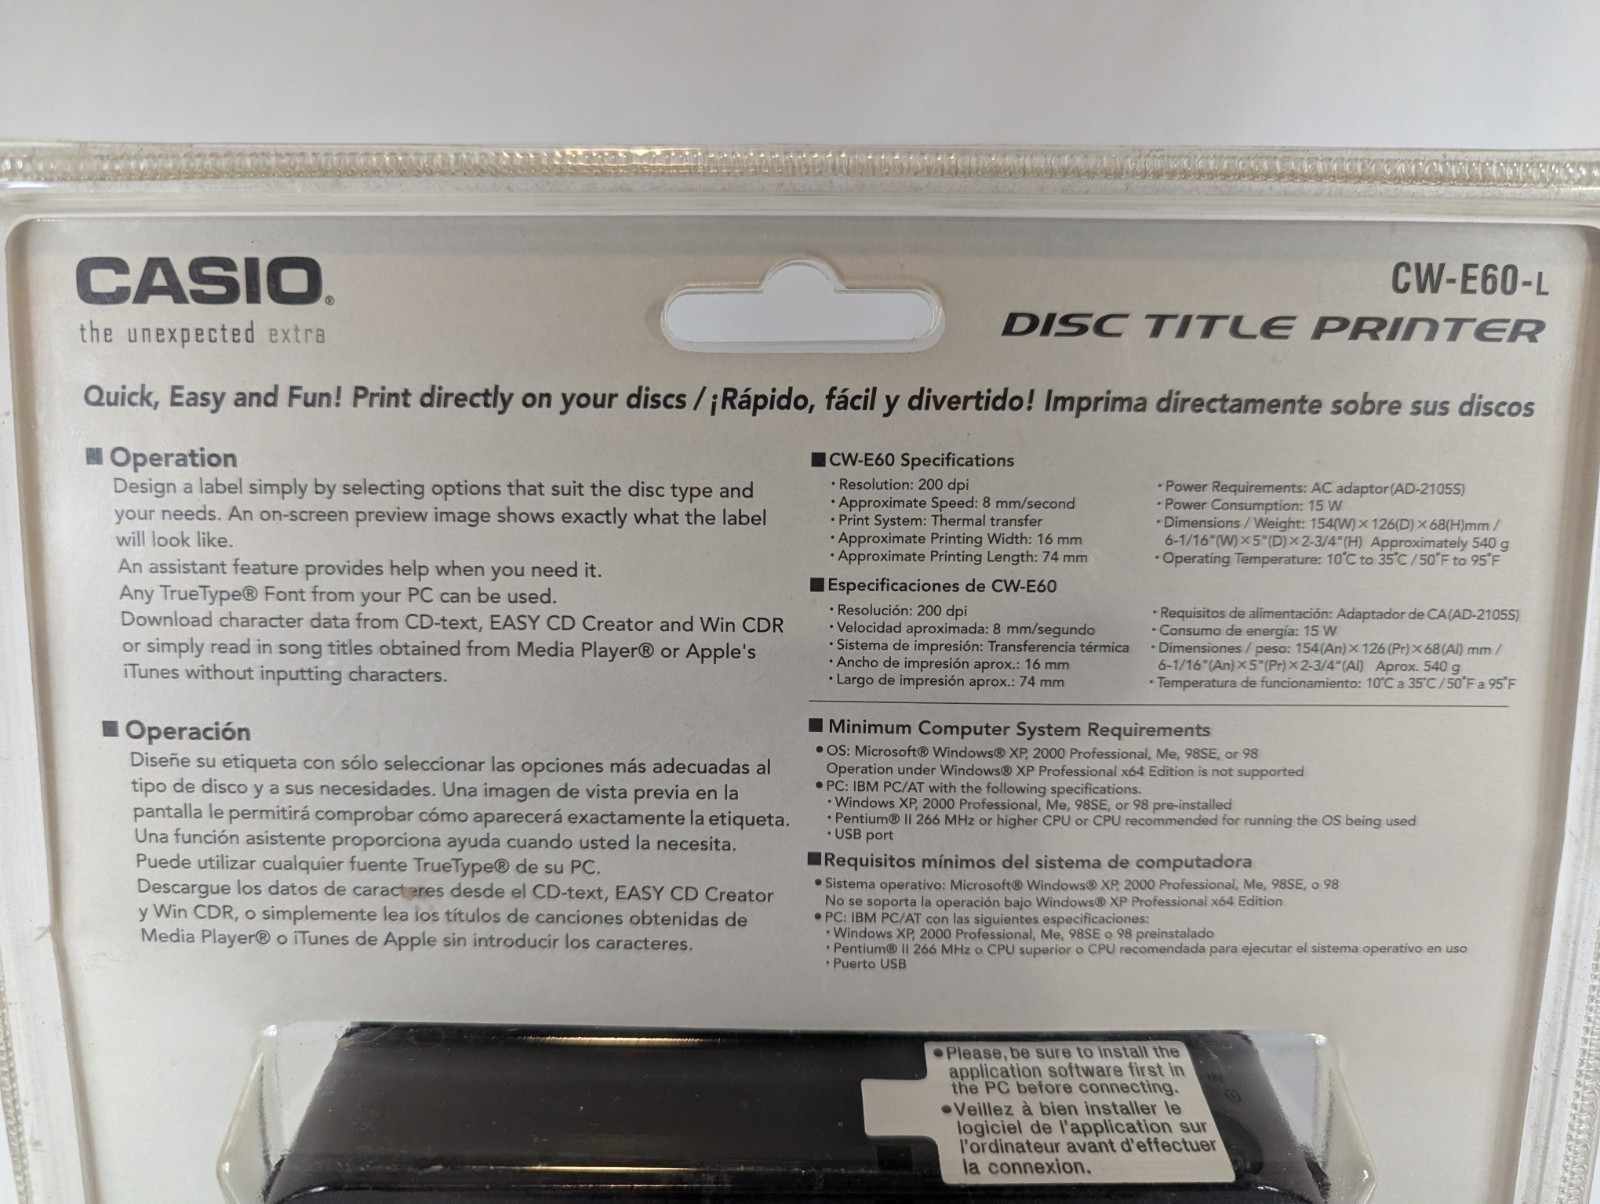 CASIO®
the unexpected extra
CW-E60-L
DISC TITLE PRINTER
Quick, Easy and Fun! Print directly on your discs / ¡Rápido, fácil y divertido! Imprima directamente sobre sus discos
■ Operation
Design a label simply by selecting options that suit the disc type and
your needs. An on-screen preview image shows exactly what the label
will look like.
An assistant feature provides help when you need it.
Any TrueType® Font from your PC can be used.
Download character data from CD-text, EASY CD Creator and Win CDR
or simply read in song titles obtained from Media Player® or Apple's
iTunes without inputting characters.
■ Operación
Diseñe su etiqueta con sólo seleccionar las opciones más adecuadas al
tipo de disco y a sus necesidades. Una imagen de vista previa en la
pantalla le permitirá comprobar cómo aparecerá exactamente la etiqueta.
Una función asistente proporciona ayuda cuando usted la necesita.
Puede utilizar cualquier fuente TrueType® de su PC.
Descargue los datos de caracteres desde el CD-text, EASY CD Creator
y Win CDR, o simplemente lea los títulos de canciones obtenidas de
Media Player® o iTunes de Apple sin introducir los caracteres.
■ CW-E60 Specifications
・Resolution: 200 dpi
・Approximate Speed: 8 mm/second
・Print System: Thermal transfer
・Approximate Printing Width: 16 mm
・Approximate Printing Length: 74 mm
・Power Requirements: AC adaptor(AD-2105S)
・Power Consumption: 15 W
・Dimensions / Weight: 154(W)×126(D)×68(H)mm /
6-1/16"(W)×5"(D)×2-3/4"(H) Approximately 540 g
・Operating Temperature: 10˚C to 35˚C / 50˚F to 95˚F
■ Especificaciones de CW-E60
・Resolución: 200 dpi
・Velocidad aproximada: 8 mm/segundo
・Sistema de impresión: Transferencia térmica
・Ancho de impresión aprox.: 16 mm
・Largo de impresión aprox.: 74 mm
・Requisitos de alimentación: Adaptador de CA(AD-2105S)
・Consumo de energía: 15 W
・Dimensiones / peso: 154(An)×126(Pr)×68(Al) mm /
6-1/16"(An)×5"(Pr)×2-3/4"(Al) Aprox. 540 g
・Temperatura de funcionamiento: 10˚C a 35˚C / 50˚F a 95˚F
■ Minimum Computer System Requirements
● OS: Microsoft® Windows® XP, 2000 Professional, Me, 98SE, or 98
Operation under Windows® XP Professional x64 Edition is not supported
● PC: IBM PC/AT with the following specifications.
・Windows XP, 2000 Professional, Me, 98SE, or 98 pre-installed
・Pentium® II 266 MHz or higher CPU or CPU recommended for running the OS being used
・USB port
■ Requisitos mínimos del sistema de computadora
● Sistema operativo: Microsoft® Windows® XP, 2000 Professional, Me, 98SE, o 98
No se soporta la operación bajo Windows® XP Professional x64 Edition
● PC: IBM PC/AT con las siguientes especificaciones:
・Windows XP, 2000 Professional, Me, 98SE o 98 preinstalado
・Pentium® II 266 MHz o CPU superior o CPU recomendada para ejecutar el sistema operativo en uso
・Puerto USB
●Please, be sure to install the
application software first in
the PC before connecting.
●Veillez à bien installer le
logiciel de l'application sur
l'ordinateur avant d'effectuer
la connexion.